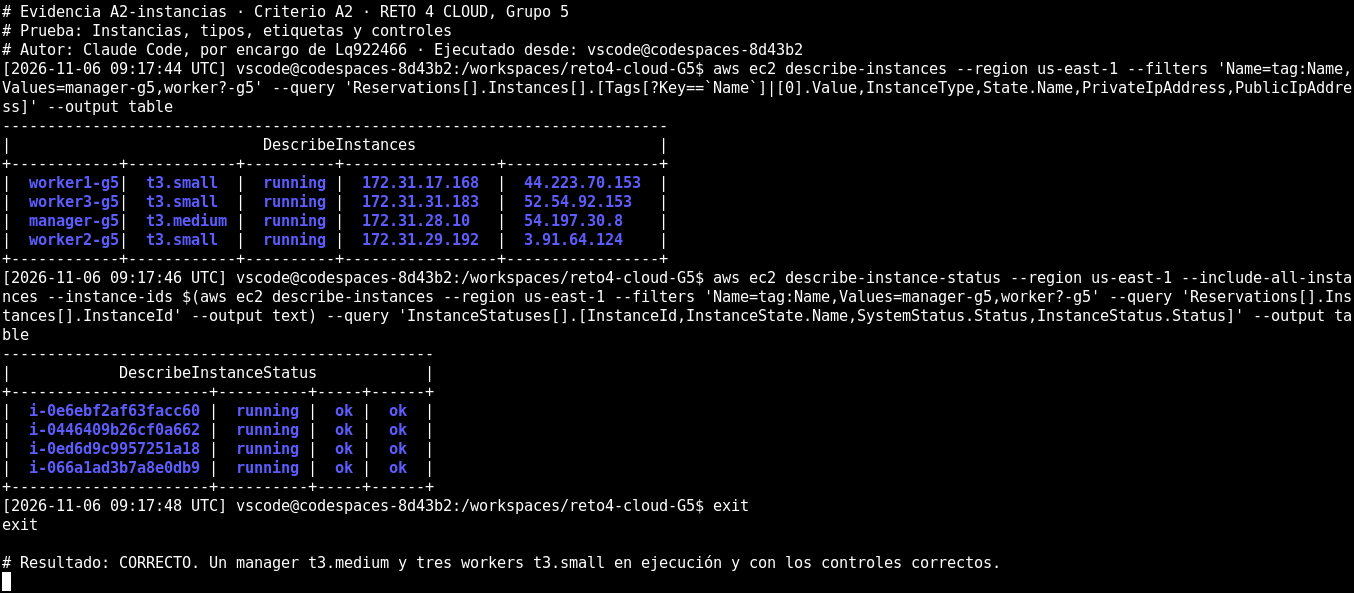 # Evidencia A2-instancias · Criterio A2 · RETO 4 CLOUD, Grupo 5
# Prueba: Instancias, tipos, etiquetas y controles
# Autor: Claude Code, por encargo de Lq922466 · Ejecutado desde: vscode@codespaces-8d43b2
[2026-11-06 09:17:44 UTC] vscode@codespaces-8d43b2:/workspaces/reto4-cloud-G5$ aws ec2 describe-instances --region us-east-1 --filters 'Name=tag:Name,
Values=manager-g5,worker?-g5' --query 'Reservations[].Instances[].[Tags[?Key==`Name`]|[0].Value,InstanceType,State.Name,PrivateIpAddress,PublicIpAddre
ss]' --output table
-------------------------------------------------------------------------
|                            DescribeInstances                           |
+------------+------------+----------+-----------------+-----------------+
|  worker1-g5|  t3.small  |  running |  172.31.17.168  |  44.223.70.153  |
|  worker3-g5|  t3.small  |  running |  172.31.31.183  |  52.54.92.153   |
|  manager-g5|  t3.medium |  running |  172.31.28.10   |  54.197.30.8    |
|  worker2-g5|  t3.small  |  running |  172.31.29.192  |  3.91.64.124    |
+------------+------------+----------+-----------------+-----------------+
[2026-11-06 09:17:46 UTC] vscode@codespaces-8d43b2:/workspaces/reto4-cloud-G5$ aws ec2 describe-instance-status --region us-east-1 --include-all-insta
nces --instance-ids $(aws ec2 describe-instances --region us-east-1 --filters 'Name=tag:Name,Values=manager-g5,worker?-g5' --query 'Reservations[].Ins
tances[].InstanceId' --output text) --query 'InstanceStatuses[].[InstanceId,InstanceState.Name,SystemStatus.Status,InstanceStatus.Status]' --output ta
ble
------------------------------------------------
|            DescribeInstanceStatus            |
+----------------------+----------+-----+------+
|  i-0e6ebf2af63facc60 |  running |  ok |  ok  |
|  i-0446409b26cf0a662 |  running |  ok |  ok  |
|  i-0ed6d9c9957251a18 |  running |  ok |  ok  |
|  i-066a1ad3b7a8e0db9 |  running |  ok |  ok  |
+----------------------+----------+-----+------+
[2026-11-06 09:17:48 UTC] vscode@codespaces-8d43b2:/workspaces/reto4-cloud-G5$ exit
exit
# Resultado: CORRECTO. Un manager t3.medium y tres workers t3.small en ejecución y con los controles correctos.